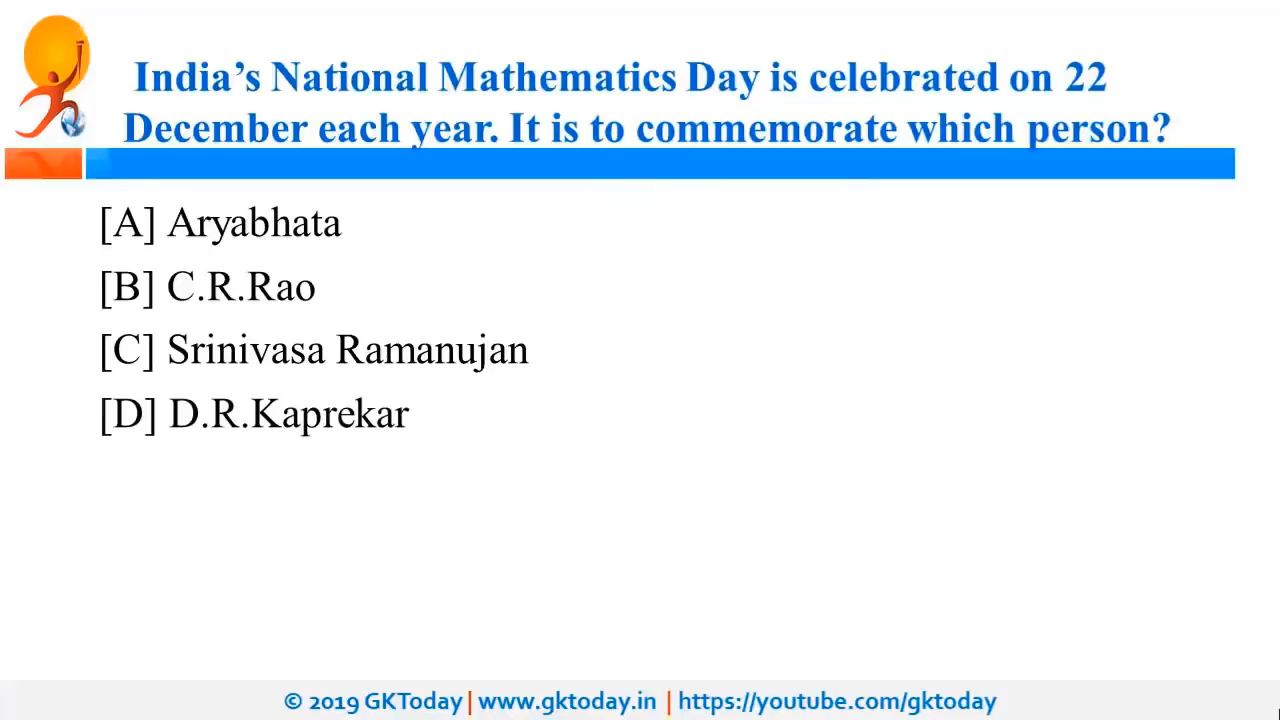 India’s National Mathematics Day is celebrated on 22
December each year. It is to commemorate which person?
[A] Aryabhata
[B] C.R.Rao
[C] Srinivasa Ramanujan
[D] D.R.Kaprekar
© 2019 GKToday | www.gktoday.in | https://youtube.com/gktoday